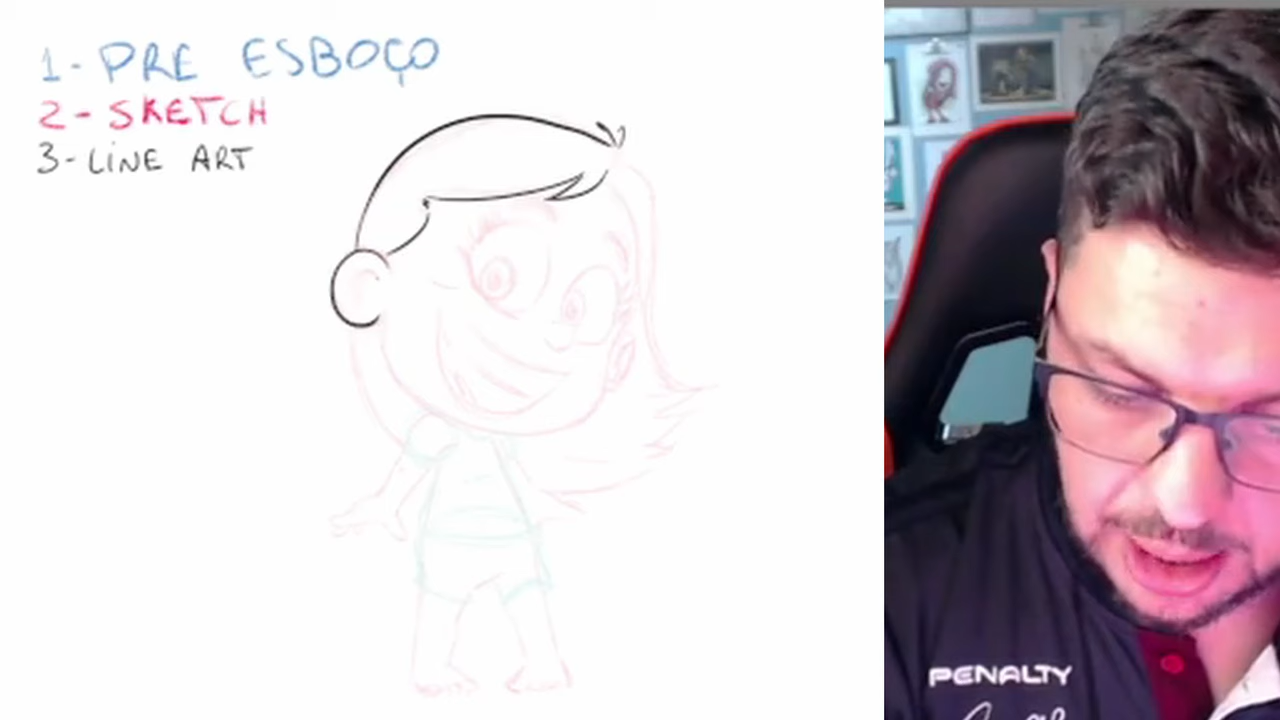 1- PRE ESBOÇO
2- SKETCH
3- LINE ART
PENALTY